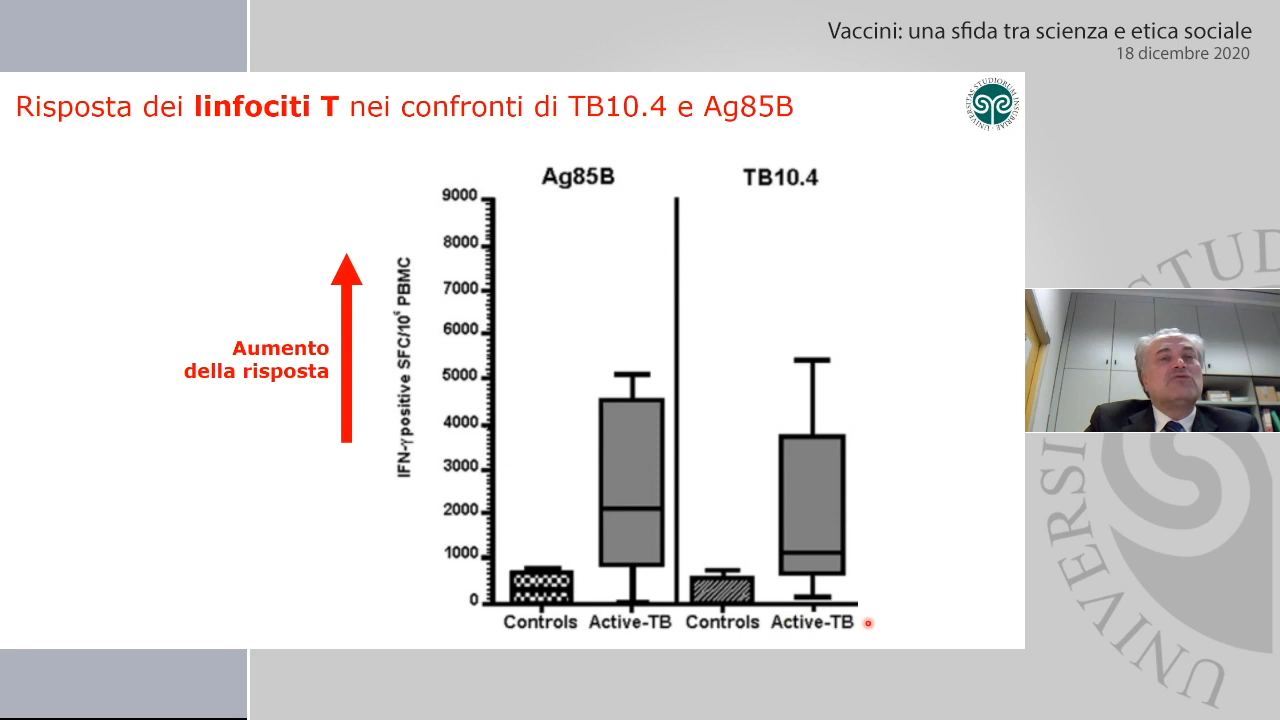 Vaccini: una sfida tra scienza e etica sociale
18 dicembre 2020
Risposta dei linfociti T nei confronti di TB10.4 e Ag85B
Ag85B
TB10.4
9000
8000
7000
6000
5000
4000
3000
2000
1000
0
IFN-γ positive SFC/10⁶ PBMC
Aumento
della risposta
Controls
Active-TB
Controls
Active-TB
STUD
UNIVERSI